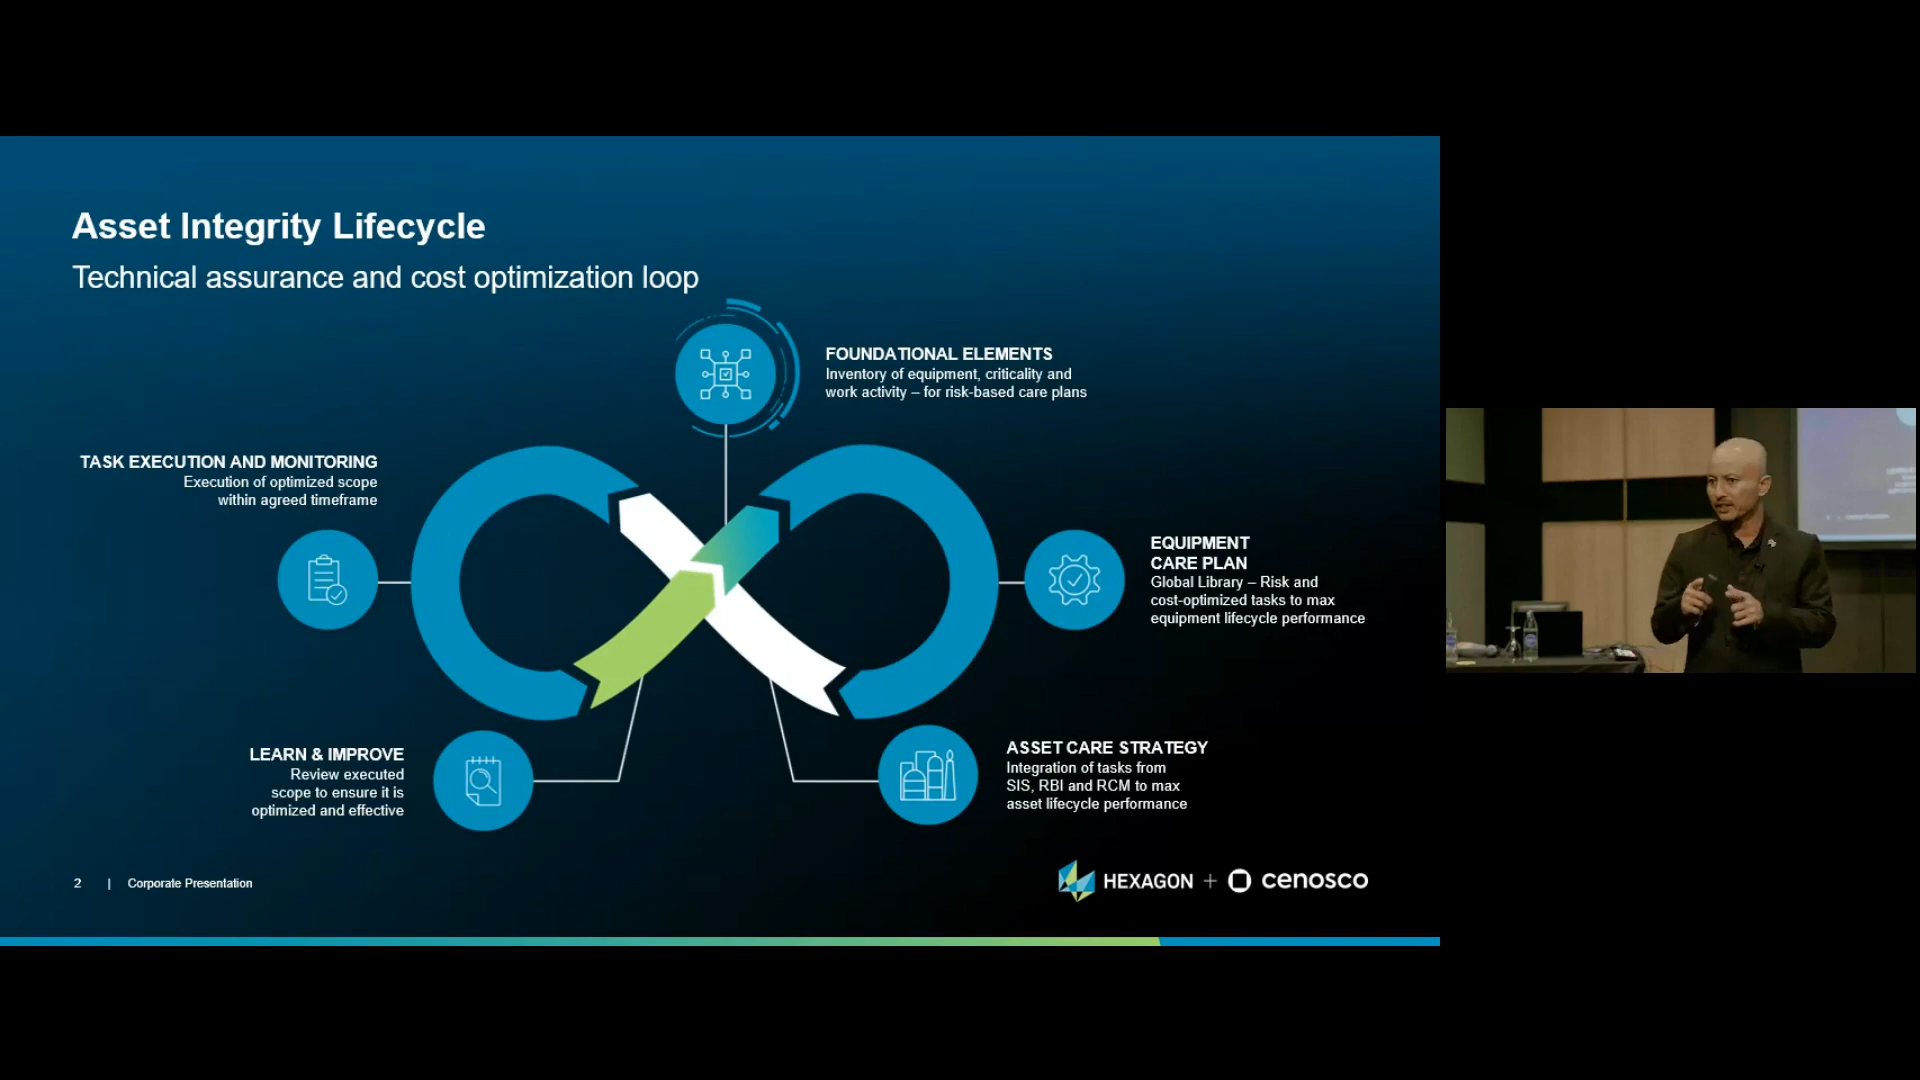 Asset Integrity Lifecycle
Technical assurance and cost optimization loop
FOUNDATIONAL ELEMENTS
Inventory of equipment, criticality and
work activity – for risk-based care plans
TASK EXECUTION AND MONITORING
Execution of optimized scope
within agreed timeframe
EQUIPMENT
CARE PLAN
Global Library – Risk and
cost-optimized tasks to max
equipment lifecycle performance
LEARN & IMPROVE
Review executed
scope to ensure it is
optimized and effective
ASSET CARE STRATEGY
Integration of tasks from
SIS, RBI and RCM to max
asset lifecycle performance
2 | Corporate Presentation
HEXAGON + cenosco